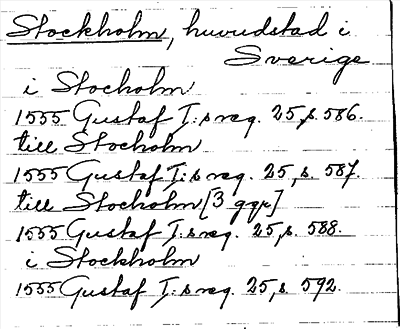 Stockholm, huvudstad i
Sverige
i Stocholm
1555 Gustaf I:s reg. 25, s. 586.
till Stocholm
1555 Gustaf I:s reg. 25, s. 587.
till Stocholm [3 ggr]
1555 Gustaf I:s reg. 25, s. 588.
i Stockholm
1555 Gustaf I:s reg. 25, s. 592.